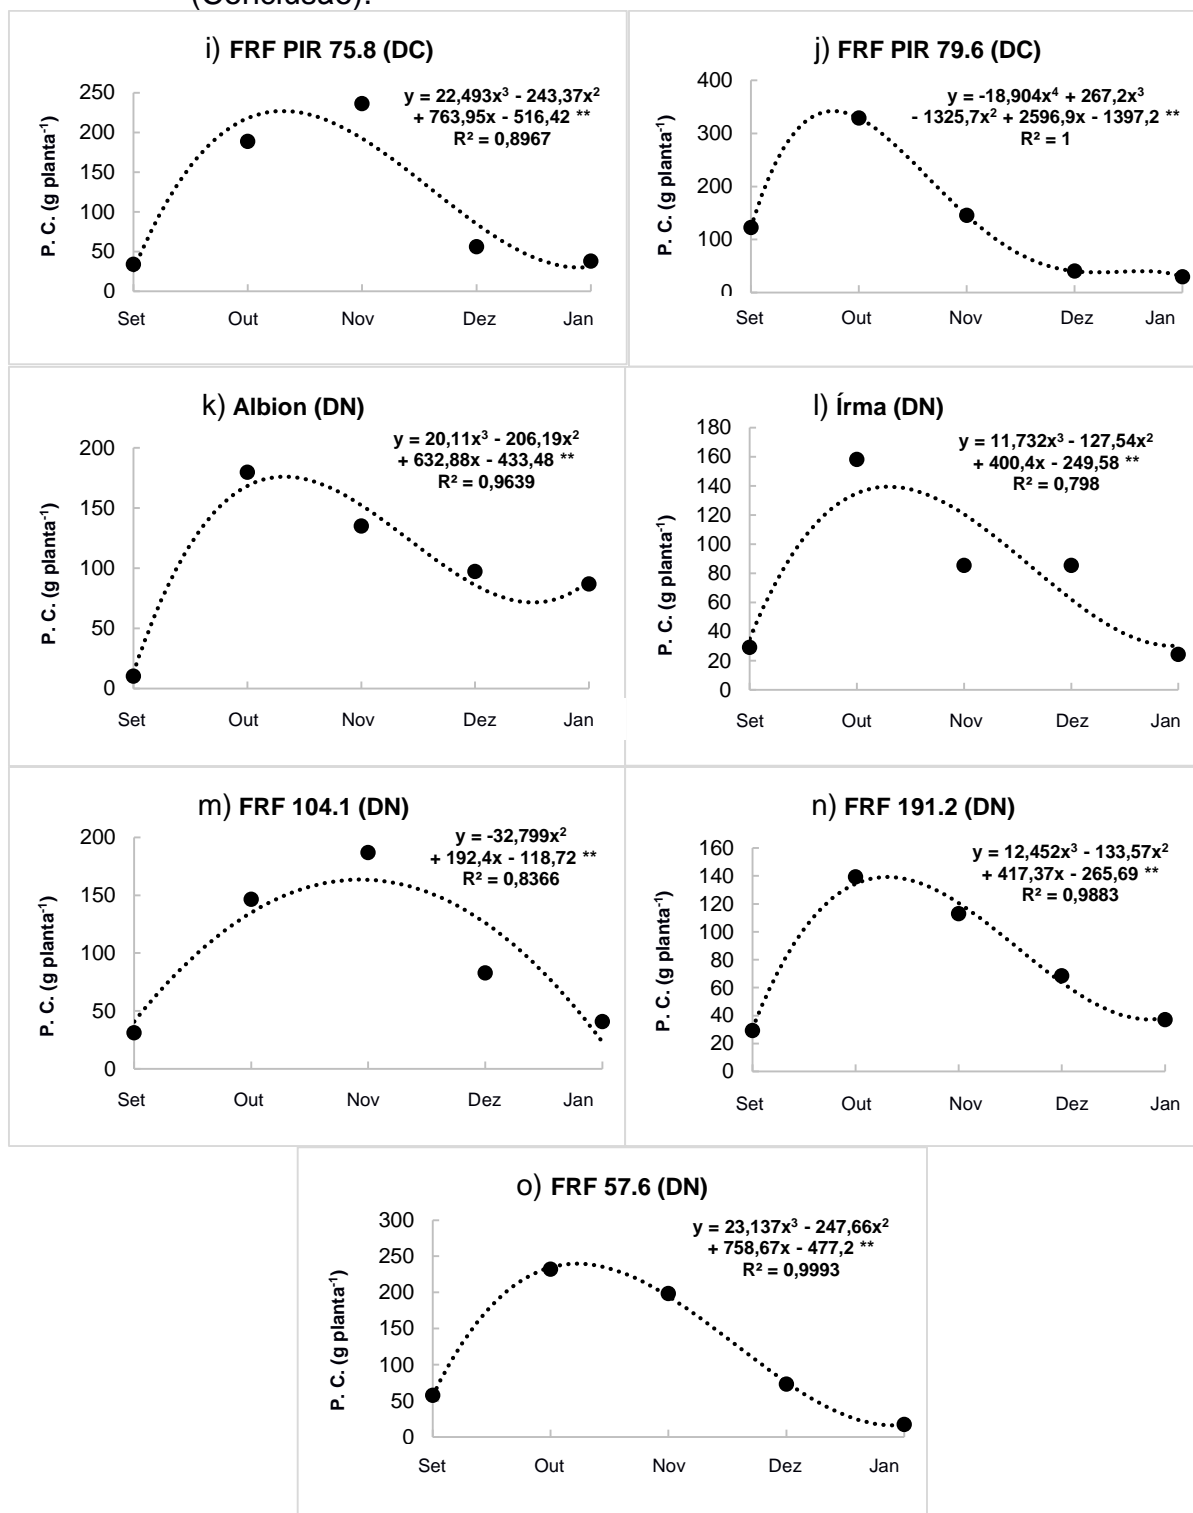 (Conclusão).
i) FRF PIR 75.8 (DC)
y = 22,493x³ - 243,37x²
+ 763,95x - 516,42 **
R² = 0,8967
P. C. (g planta⁻¹)
250
200
150
100
50
0
Set Out Nov Dez Jan
j) FRF PIR 79.6 (DC)
y = -18,904x⁴ + 267,2x³
- 1325,7x² + 2596,9x - 1397,2 **
R² = 1
P. C. (g planta⁻¹)
400
300
200
100
0
Set Out Nov Dez Jan
k) Albion (DN)
y = 20,11x³ - 206,19x²
+ 632,88x - 433,48 **
R² = 0,9639
P. C. (g planta⁻¹)
200
150
100
50
0
Set Out Nov Dez Jan
l) Írma (DN)
y = 11,732x³ - 127,54x²
+ 400,4x - 249,58 **
R² = 0,798
P. C. (g planta⁻¹)
180
160
140
120
100
80
60
40
20
0
Set Out Nov Dez Jan
m) FRF 104.1 (DN)
y = -32,799x²
+ 192,4x - 118,72 **
R² = 0,8366
P. C. (g planta⁻¹)
200
150
100
50
0
Set Out Nov Dez Jan
n) FRF 191.2 (DN)
y = 12,452x³ - 133,57x²
+ 417,37x - 265,69 **
R² = 0,9883
P. C. (g planta⁻¹)
160
140
120
100
80
60
40
20
0
Set Out Nov Dez Jan
o) FRF 57.6 (DN)
y = 23,137x³ - 247,66x²
+ 758,67x - 477,2 **
R² = 0,9993
P. C. (g planta⁻¹)
300
250
200
150
100
50
0
Set Out Nov Dez Jan